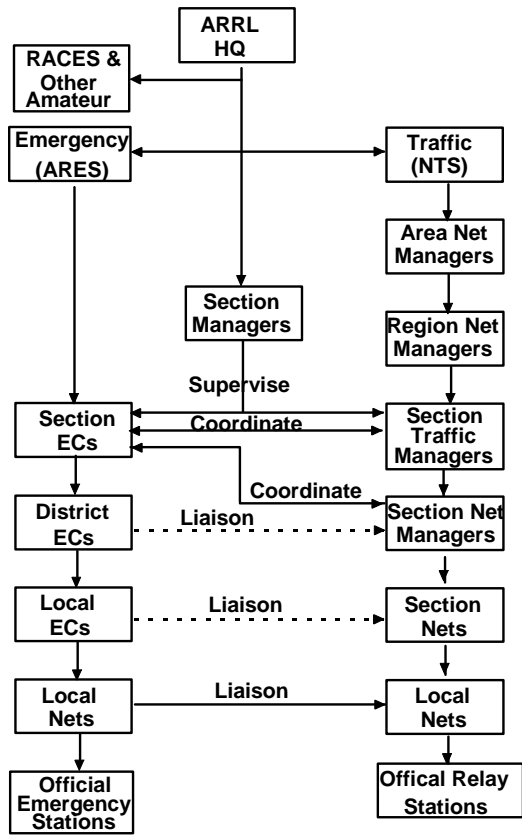 ARRL
HQ
RACES &
Other
Amateur
Emergency
(ARES)
Traffic
(NTS)
Area Net
Managers
Section
Managers
Region Net
Managers
Supervise
Section
ECs
Coordinate
Section
Traffic
Managers
Coordinate
District
ECs
Liaison
Section Net
Managers
Local
ECs
Liaison
Section
Nets
Local
Nets
Liaison
Local
Nets
Official
Emergency
Stations
Offical Relay
Stations